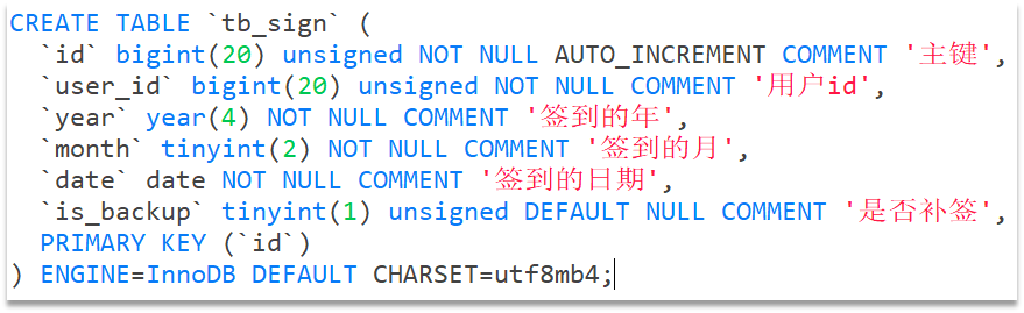 CREATE TABLE `tb_sign` (
  `id` bigint(20) unsigned NOT NULL AUTO_INCREMENT COMMENT '主键',
  `user_id` bigint(20) unsigned NOT NULL COMMENT '用户id',
  `year` year(4) NOT NULL COMMENT '签到的年',
  `month` tinyint(2) NOT NULL COMMENT '签到的月',
  `date` date NOT NULL COMMENT '签到的日期',
  `is_backup` tinyint(1) unsigned DEFAULT NULL COMMENT '是否补签',
  PRIMARY KEY (`id`)
) ENGINE=InnoDB DEFAULT CHARSET=utf8mb4;